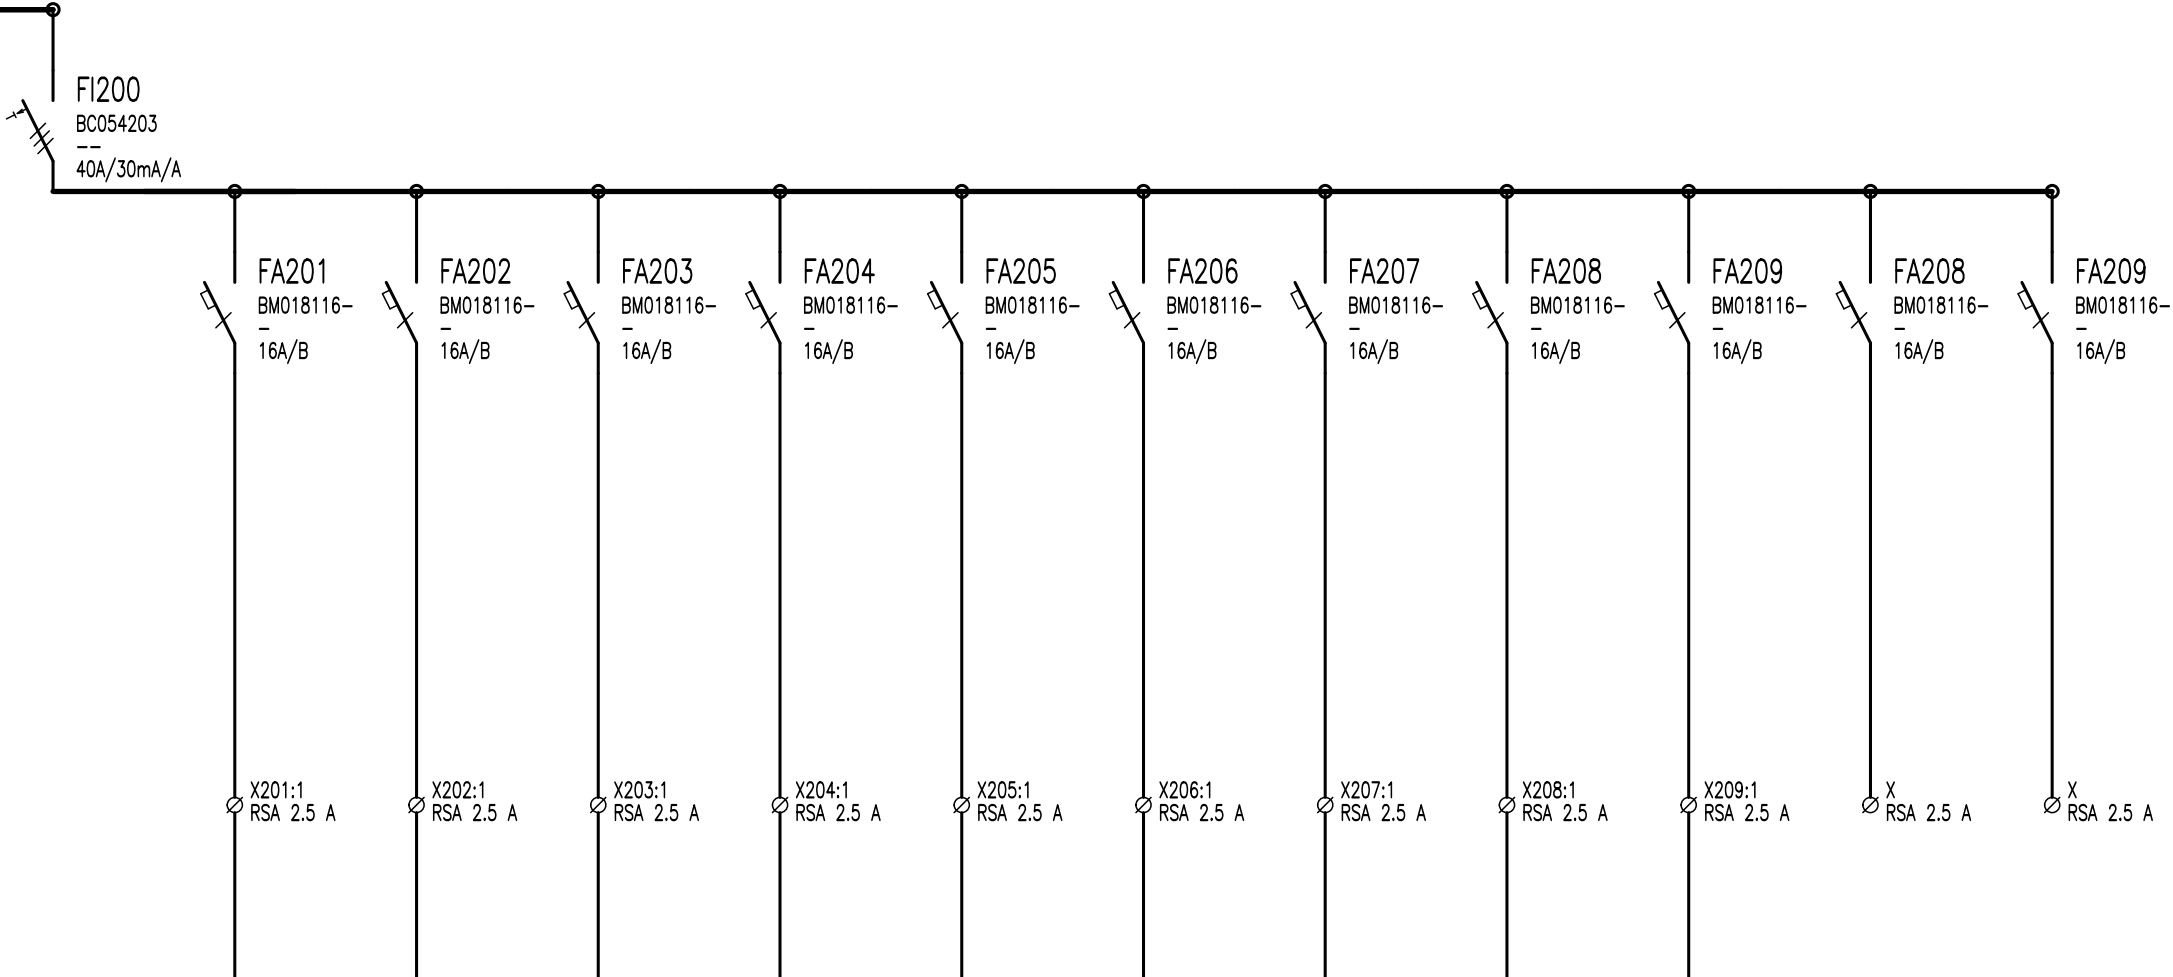 FI200
BC054203
--
40A/30mA/A
FA201
BM018116-
-
16A/B
FA202
BM018116-
-
16A/B
FA203
BM018116-
-
16A/B
FA204
BM018116-
-
16A/B
FA205
BM018116-
-
16A/B
FA206
BM018116-
-
16A/B
FA207
BM018116-
-
16A/B
FA208
BM018116-
-
16A/B
FA209
BM018116-
-
16A/B
FA208
BM018116-
-
16A/B
FA209
BM018116-
-
16A/B
X201:1
RSA 2.5 A
X202:1
RSA 2.5 A
X203:1
RSA 2.5 A
X204:1
RSA 2.5 A
X205:1
RSA 2.5 A
X206:1
RSA 2.5 A
X207:1
RSA 2.5 A
X208:1
RSA 2.5 A
X209:1
RSA 2.5 A
X
RSA 2.5 A
X
RSA 2.5 A